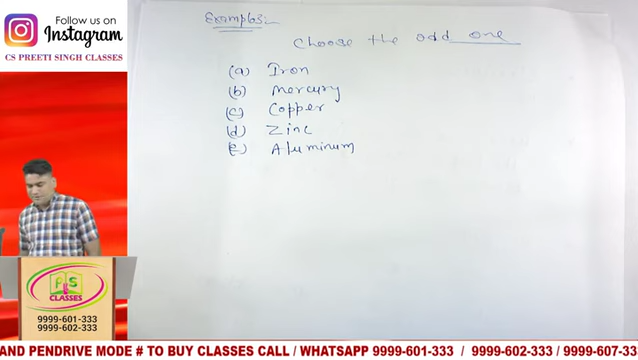 Follow us on
Instagram
CS PREETI SINGH CLASSES
Examples:-
Choose the odd one
(a) Iron
(b) Mercury
(c) Copper
(d) Zinc
(e) Aluminum
PS
CLASSES
9999-601-333
9999-602-333
AND PENDRIVE MODE # TO BUY CLASSES CALL / WHATSAPP 9999-601-333 / 9999-602-333 / 9999-607-33